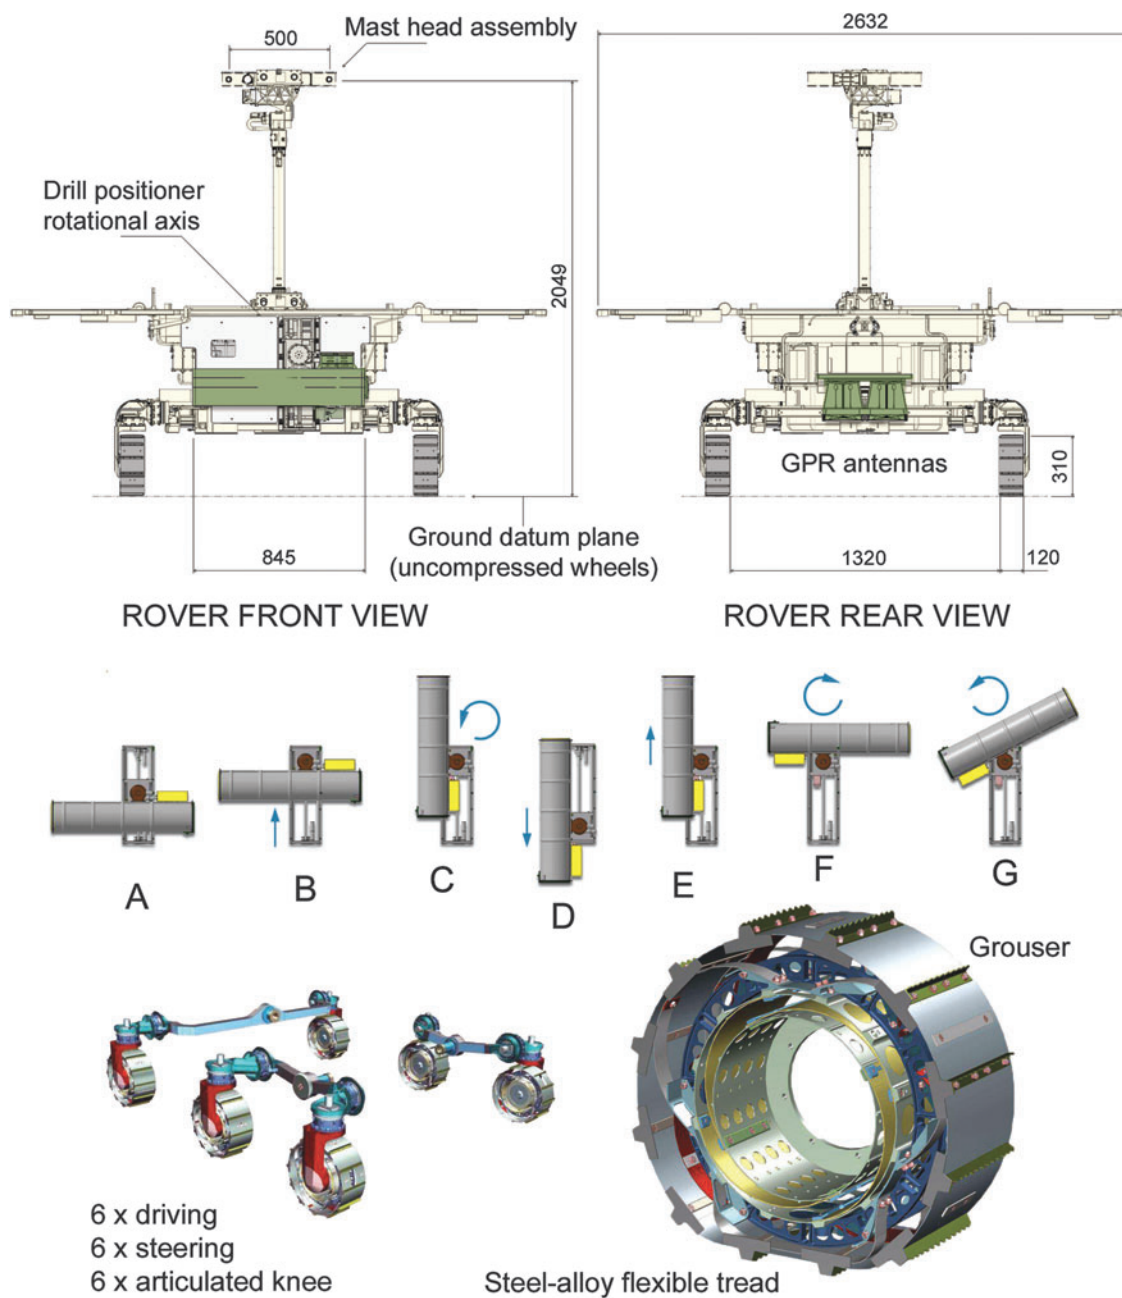 500
Mast head assembly
2632
Drill positioner
rotational axis
2049
GPR antennas
310
Ground datum plane
(uncompressed wheels)
845
1320
120
ROVER FRONT VIEW
ROVER REAR VIEW
A
B
C
D
E
F
G
Grouser
6 x driving
6 x steering
6 x articulated knee
Steel-alloy flexible tread